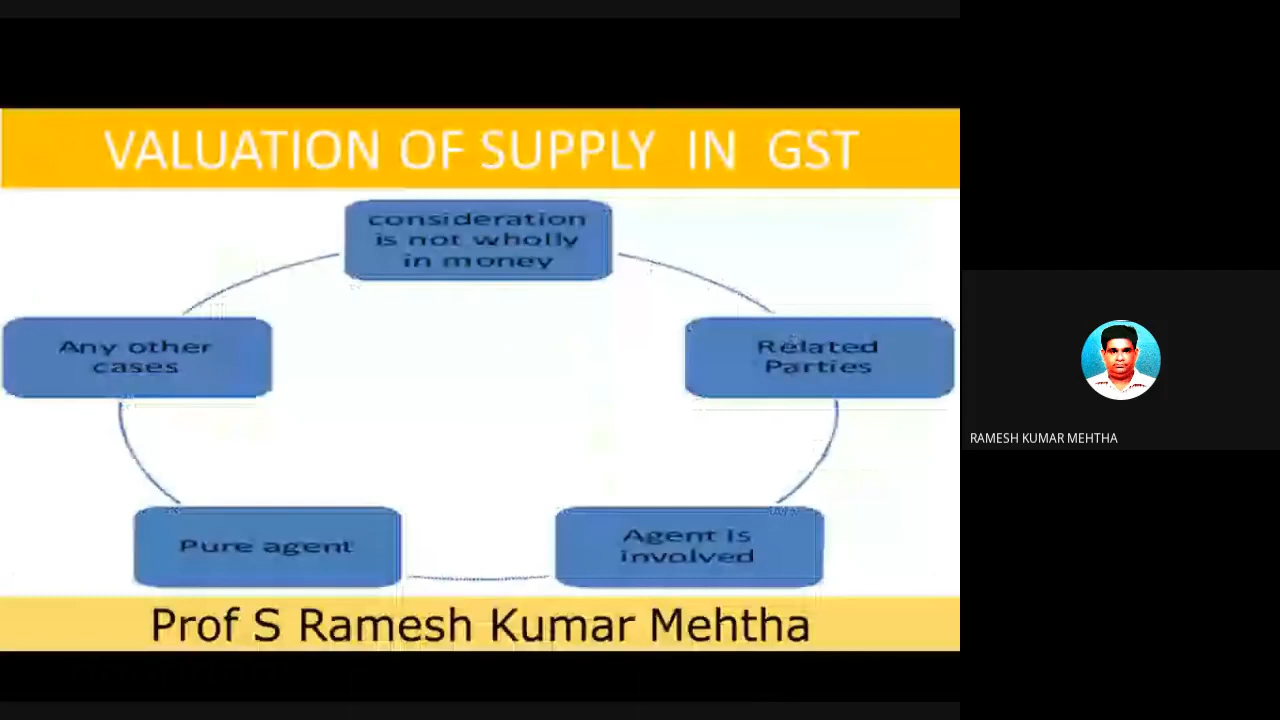 VALUATION OF SUPPLY IN GST
consideration
is not wholly
in money
Any other
cases
Related
Parties
Pure agent
Agent is
involved
Prof S Ramesh Kumar Mehtha
RAMESH KUMAR MEHTHA